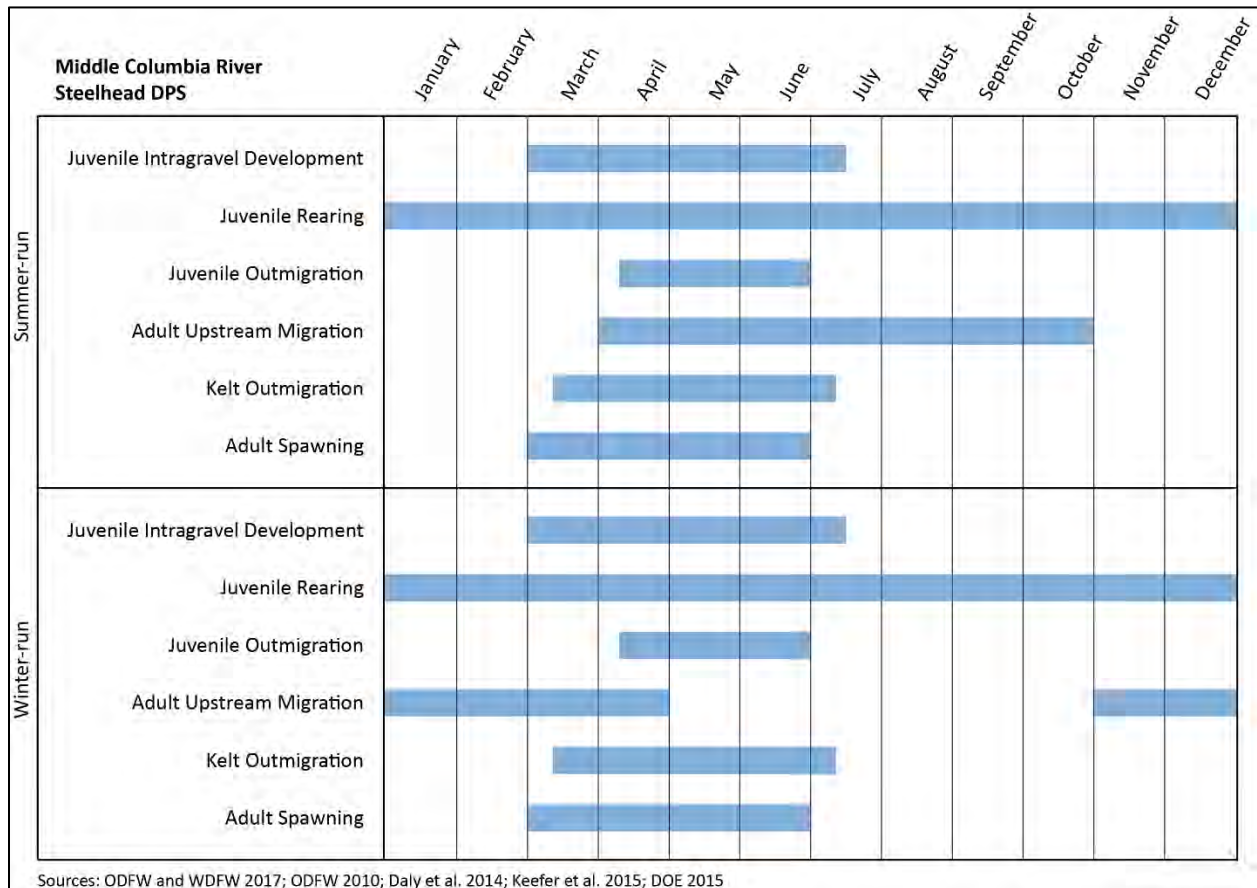 Middle Columbia River
Steelhead DPS
January
February
March
April
May
June
July
August
September
October
November
December
Summer-run
Juvenile Intragravel Development
Juvenile Rearing
Juvenile Outmigration
Adult Upstream Migration
Kelt Outmigration
Adult Spawning
Winter-run
Juvenile Intragravel Development
Juvenile Rearing
Juvenile Outmigration
Adult Upstream Migration
Kelt Outmigration
Adult Spawning
Sources: ODFW and WDFW 2017; ODFW 2010; Daly et al. 2014; Keefer et al. 2015; DOE 2015